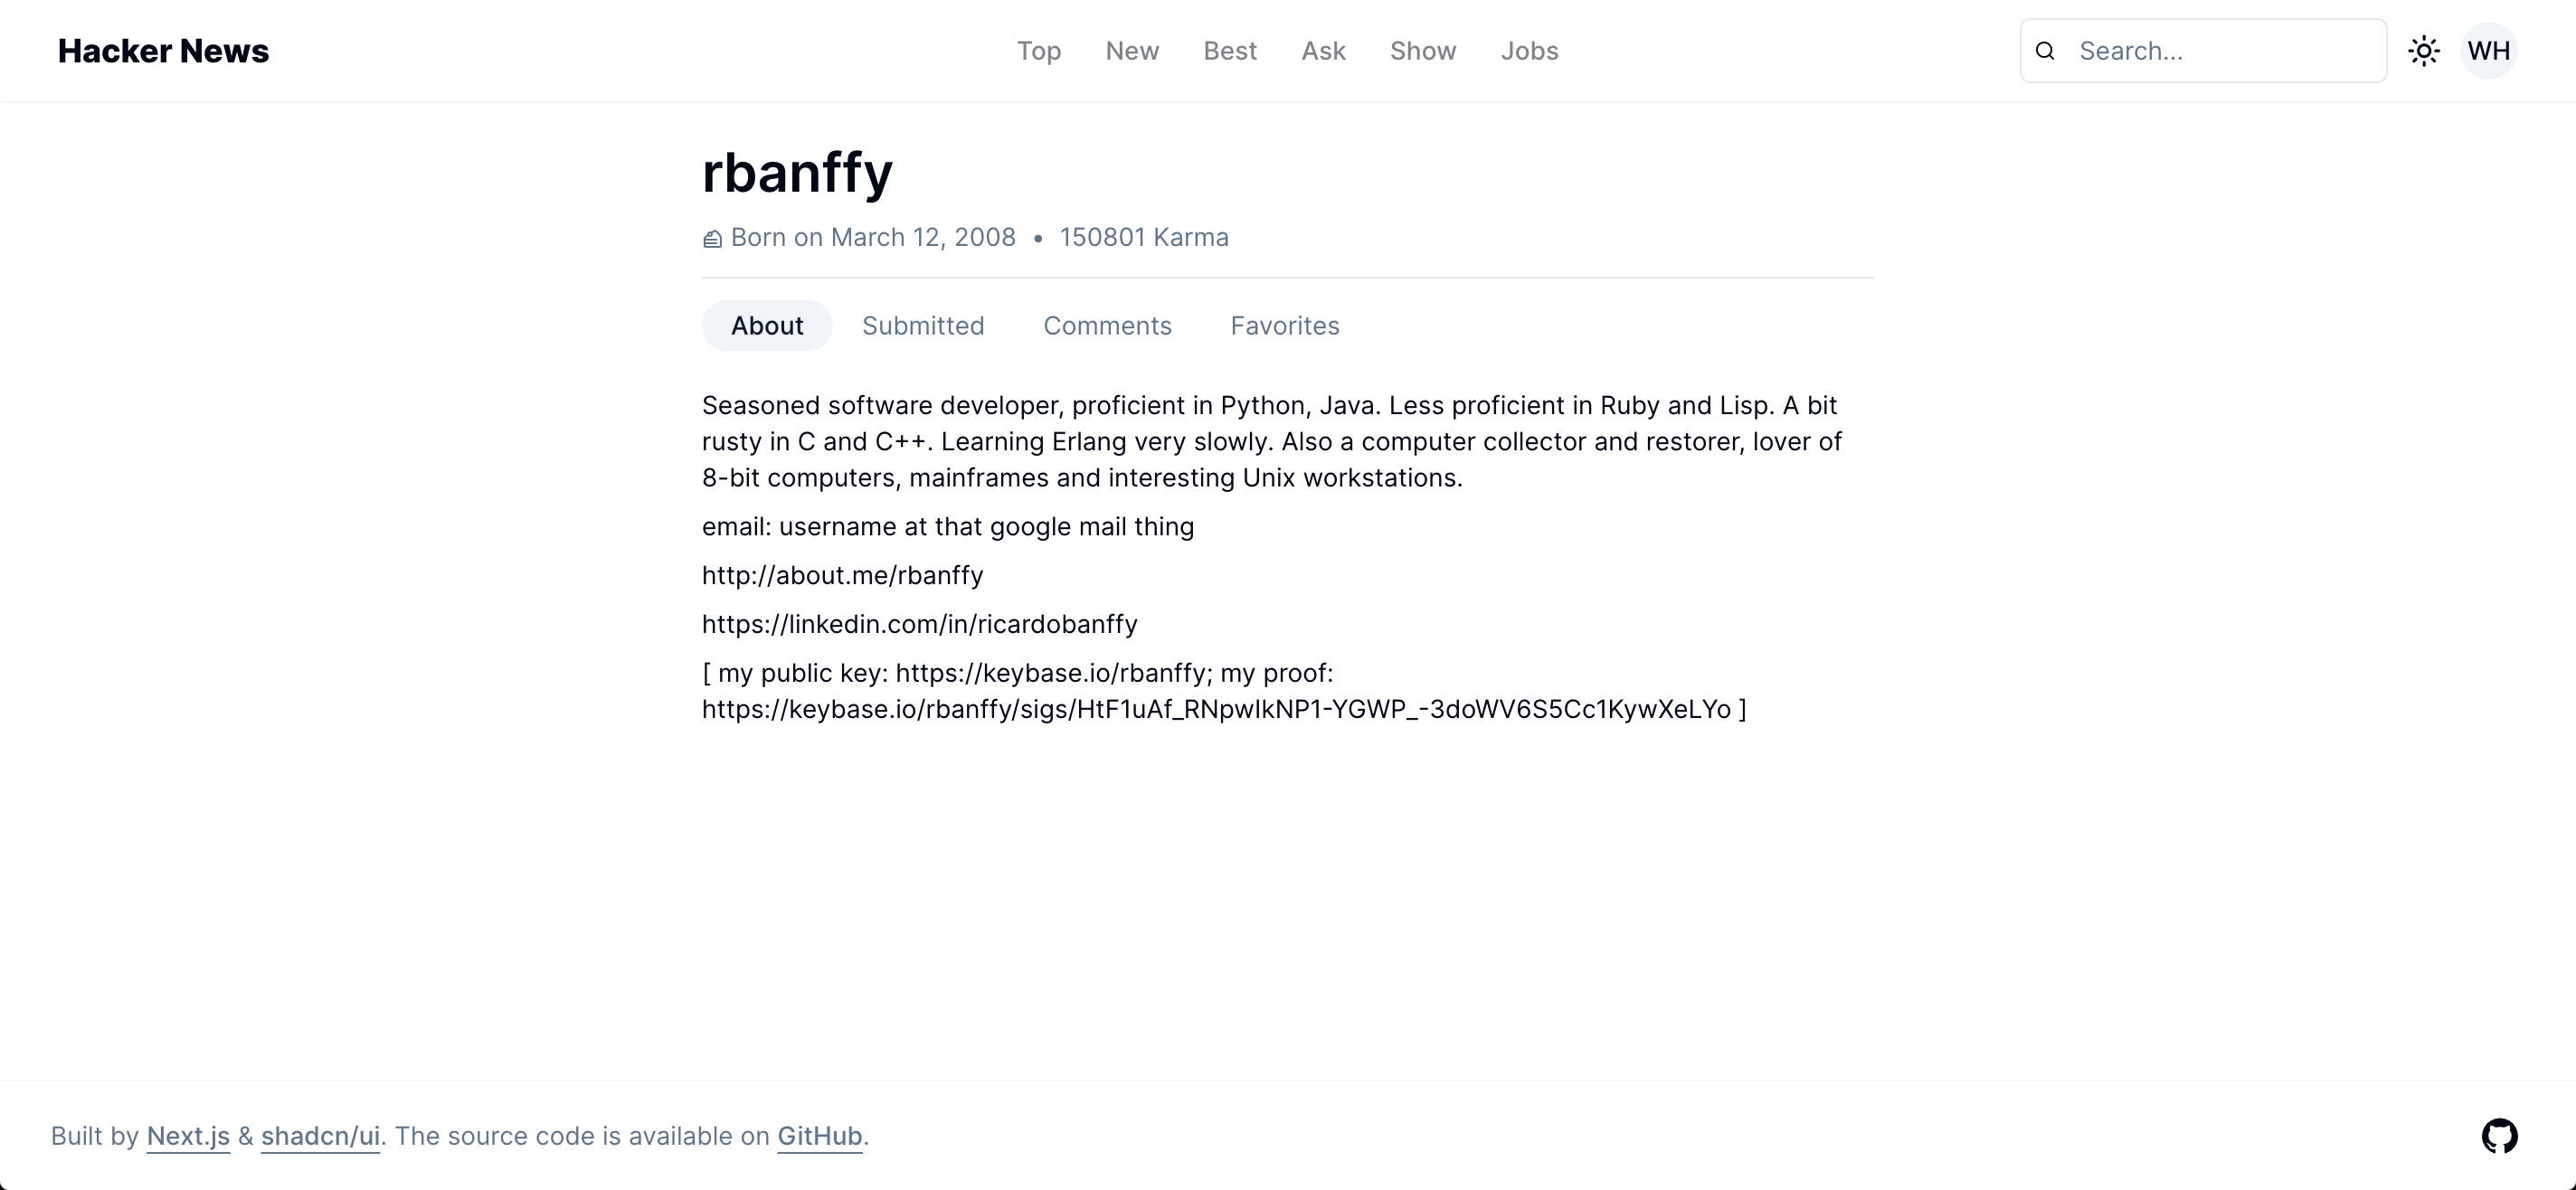 Hacker News
Top New Best Ask Show Jobs
Search...
WH
rbanffy
Born on March 12, 2008 • 150801 Karma
About Submitted Comments Favorites
Seasoned software developer, proficient in Python, Java. Less proficient in Ruby and Lisp. A bit
rusty in C and C++. Learning Erlang very slowly. Also a computer collector and restorer, lover of
8-bit computers, mainframes and interesting Unix workstations.
email: username at that google mail thing
http://about.me/rbanffy
https://linkedin.com/in/ricardobanffy
[ my public key: https://keybase.io/rbanffy; my proof:
https://keybase.io/rbanffy/sigs/HtF1uAf_RNpwIkNP1-YGWP_-3doWV6S5Cc1KywXeLYo ]
Built by Next.js & shadcn/ui. The source code is available on GitHub.